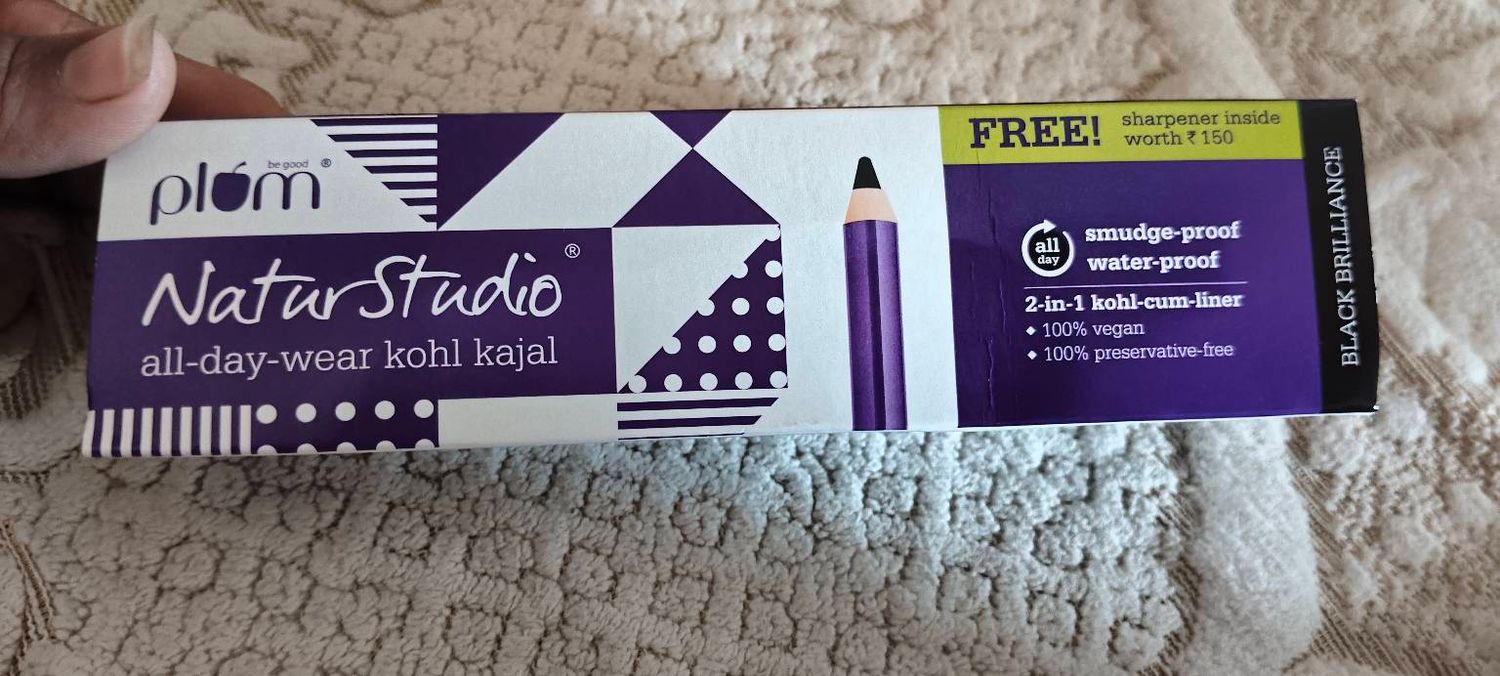 be good
plum®
NaturStudio®
all-day-wear kohl kajal
FREE!
sharpener inside
worth ₹ 150
all
day
smudge-proof
water-proof
2-in-1 kohl-cum-liner
⬥ 100% vegan
⬥ 100% preservative-free
BLACK BRILLIANCE